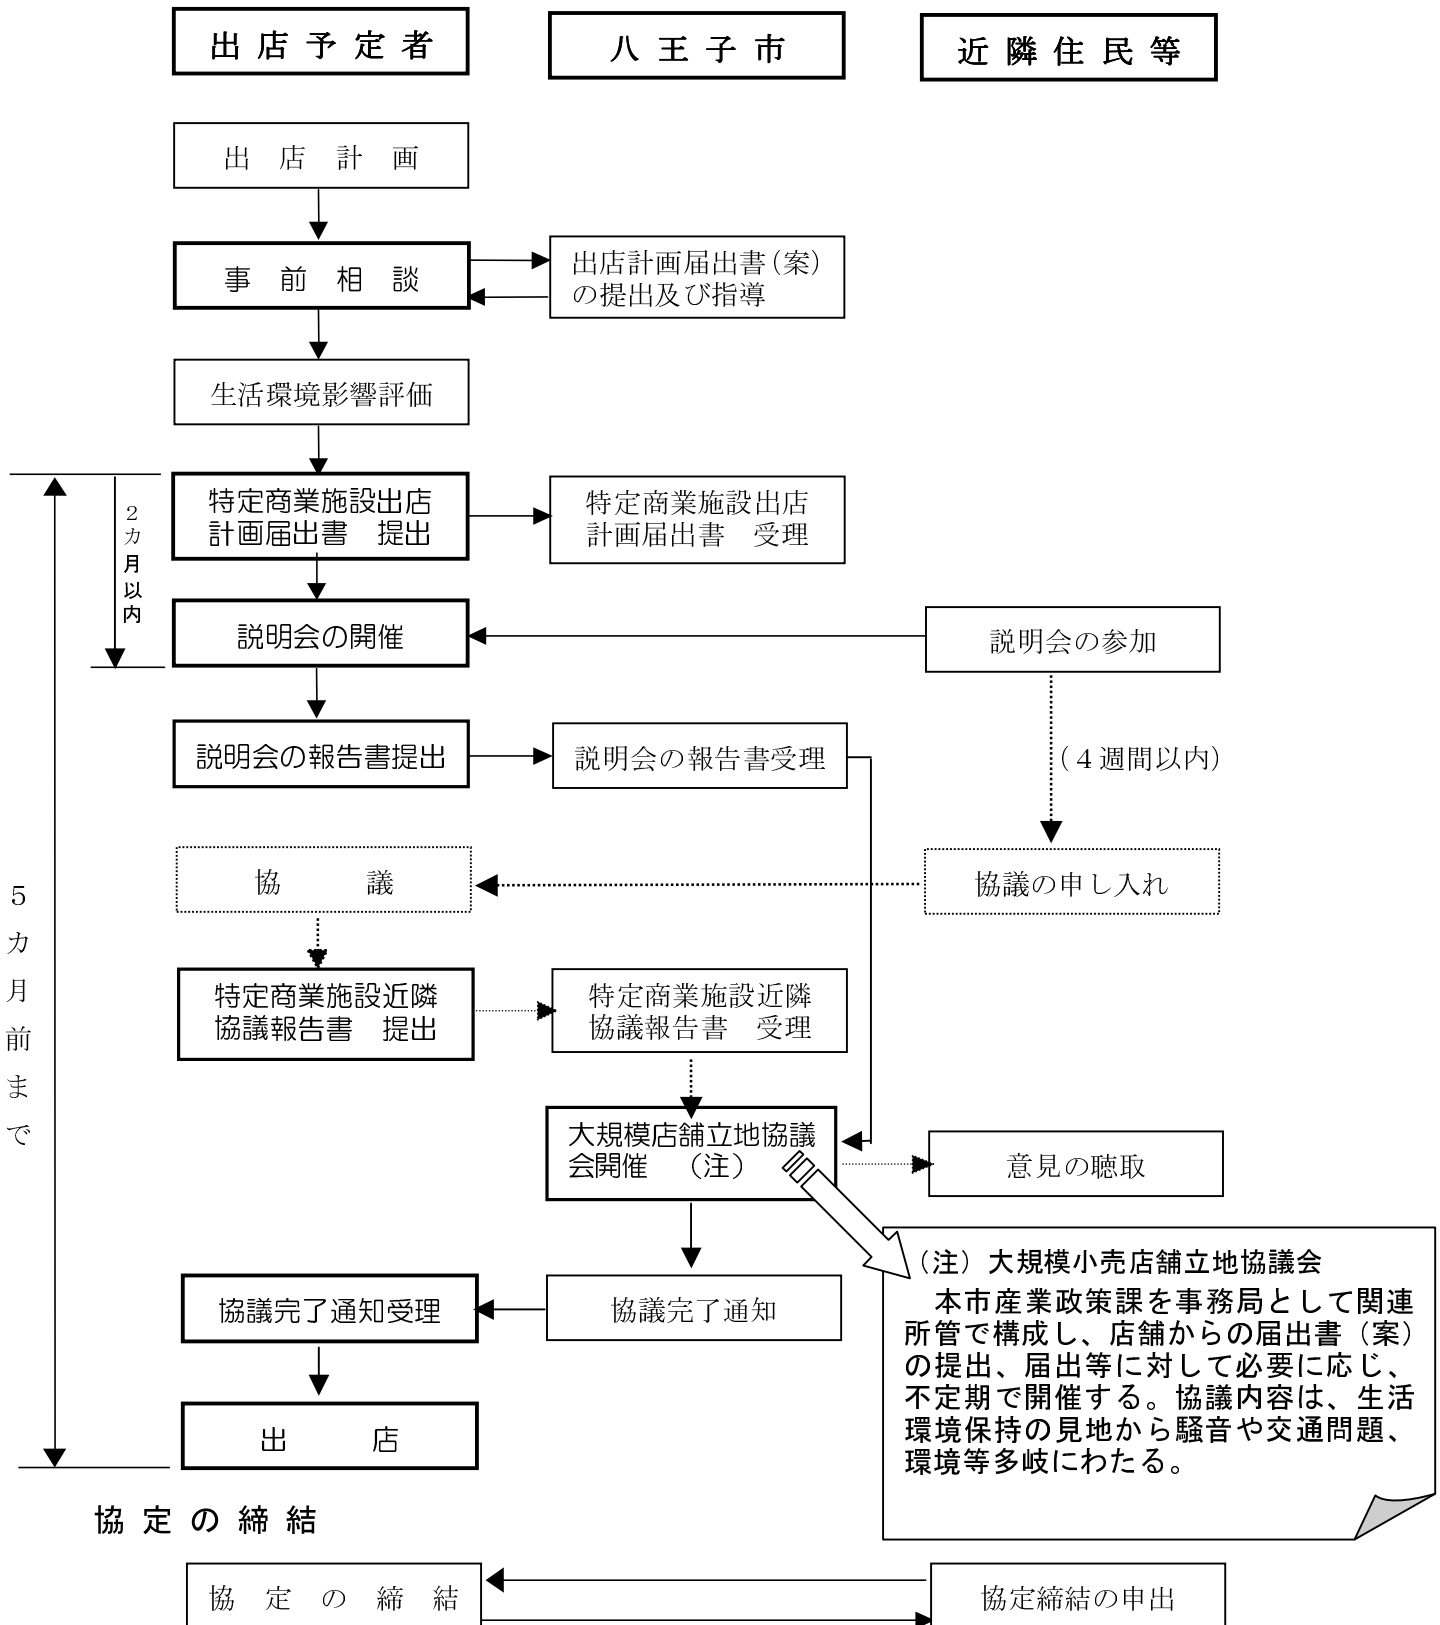 出店予定者
八王子市
近隣住民等
出店計画
事前相談
出店計画届出書（案）
の提出及び指導
生活環境影響評価
特定商業施設出店
計画届出書　提出
特定商業施設出店
計画届出書　受理
２カ月以内
説明会の開催
説明会の参加
説明会の報告書提出
説明会の報告書受理
（４週間以内）
協議
協議の申し入れ
５カ月前まで
特定商業施設近隣
協議報告書　提出
特定商業施設近隣
協議報告書　受理
大規模店舗立地協議
会開催　（注）
意見の聴取
協議完了通知受理
協議完了通知
出店
（注）大規模小売店舗立地協議会
　本市産業政策課を事務局として関連
所管で構成し、店舗からの届出書（案）
の提出、届出等に対して必要に応じ、
不定期で開催する。協議内容は、生活
環境保持の見地から騒音や交通問題、
環境等多岐にわたる。
協定の締結
協定の締結
協定締結の申出